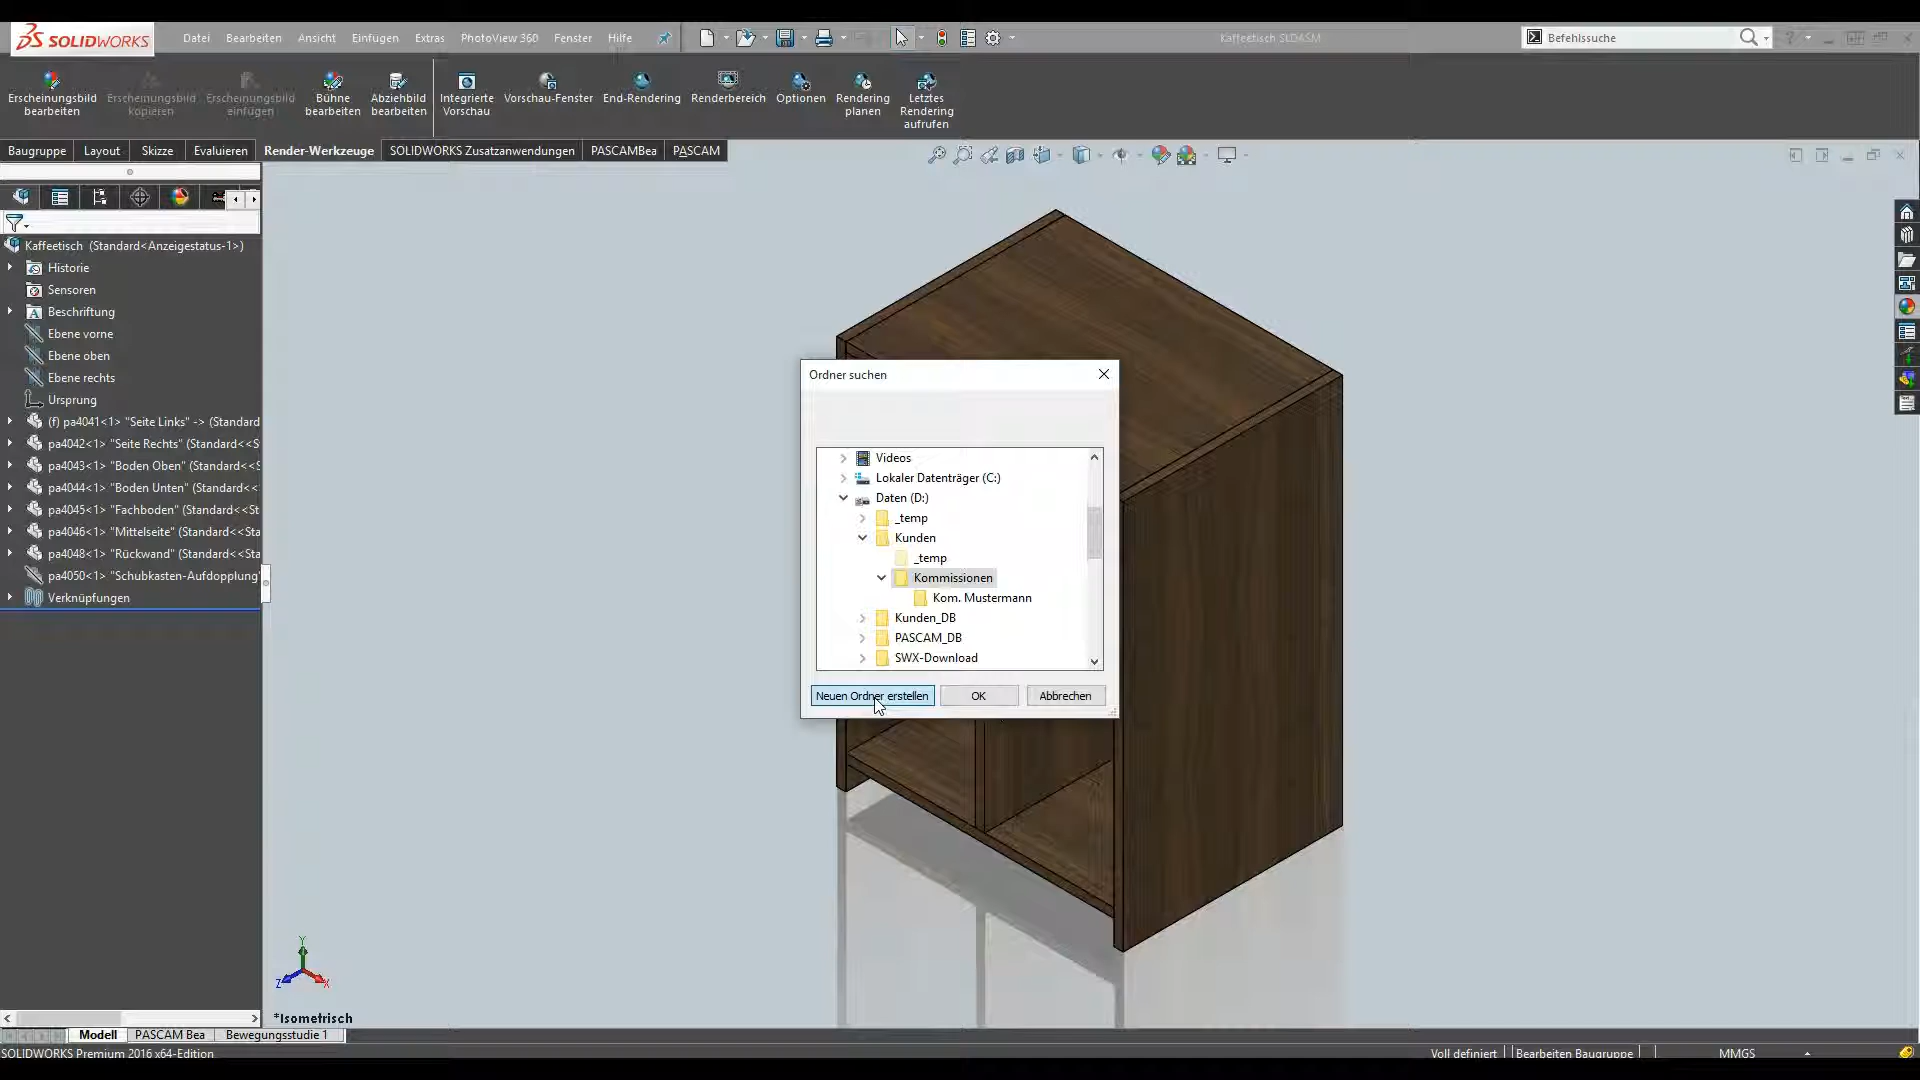 SOLIDWORKS
Datei Bearbeiten Ansicht Einfügen Extras PhotoView 360 Fenster Hilfe
Kaffeetisch SLDASM
Befehlssuche
Erscheinungsbild bearbeiten
Erscheinungsbild kopieren
Erscheinungsbild einfügen
Bühne bearbeiten
Abziehbild bearbeiten
Integrierte Vorschau
Vorschau-Fenster
End-Rendering
Renderbereich
Optionen
Rendering planen
Letztes Rendering aufrufen
Baugruppe Layout Skizze Evaluieren Render-Werkzeuge SOLIDWORKS Zusatzanwendungen PASCAMBea PASCAM
Kaffeetisch (Standard<Anzeigestatus-1>)
Historie
Sensoren
Beschriftung
Ebene vorne
Ebene oben
Ebene rechts
Ursprung
(f) pa4041<1> "Seite Links" -> (Standard
pa4042<1> "Seite Rechts" (Standard<<S
pa4043<1> "Boden Oben" (Standard<<S
pa4044<1> "Boden Unten" (Standard<<
pa4045<1> "Fachboden" (Standard<<St
pa4046<1> "Mittelseite" (Standard<<Sta
pa4048<1> "Rückwand" (Standard<<Sta
pa4050<1> "Schubkasten-Aufdopplung"
Verknüpfungen
Ordner suchen
Videos
Lokaler Datenträger (C:)
Daten (D:)
_temp
Kunden
_temp
Kommissionen
Kom. Mustermann
Kunden_DB
PASCAM_DB
SWX-Download
Neuen Ordner erstellen OK Abbrechen
Y
Z X
*Isometrisch
Modell PASCAM Bea Bewegungsstudie 1
SOLIDWORKS Premium 2016 x64-Edition
Voll definiert Bearbeiten Baugruppe MMGS